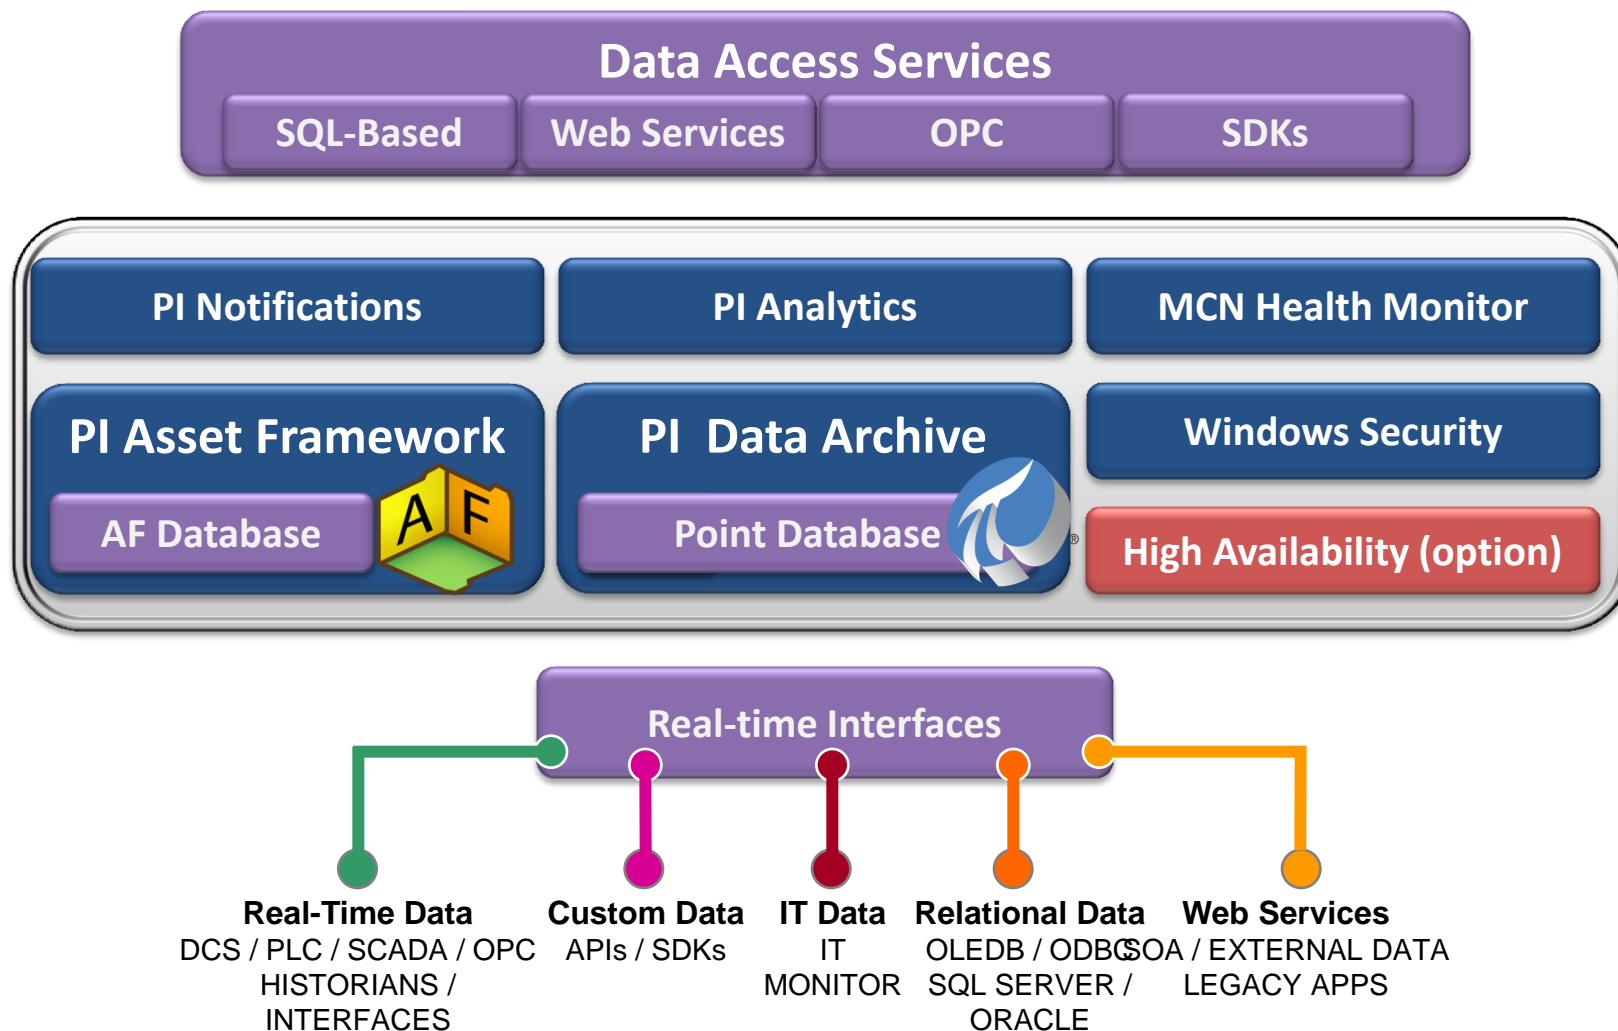 Data Access Services
SQL-Based
Web Services
OPC
SDKs
PI Notifications
PI Analytics
MCN Health Monitor
PI Asset Framework
AF Database
A F
PI Data Archive
Point Database
®
Windows Security
High Availability (option)
Real-time Interfaces
Real-Time Data
DCS / PLC / SCADA / OPC
HISTORIANS /
INTERFACES
Custom Data
APIs / SDKs
IT Data
IT
MONITOR
Relational Data
OLEDB / ODBC
SQL SERVER /
ORACLE
Web Services
SOA / EXTERNAL DATA
LEGACY APPS